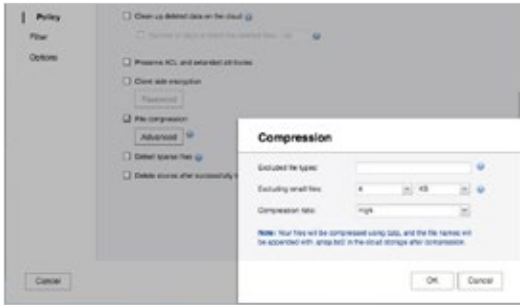 Policy
Filter
Options
Clean up deleted data on the cloud
Preserve ACL and extended attributes
Client side encryption
Password
File compression
Advanced
Detect sparse files
Delete source after successfully
Compression
Excluded file types:
Excluding small files: 4 KB
Compression ratio: High
Note: Your files will be compressed using bzip, and the file names will
be appended with .qnap.bz2 in the cloud storage after compression.
OK Cancel
Cancel